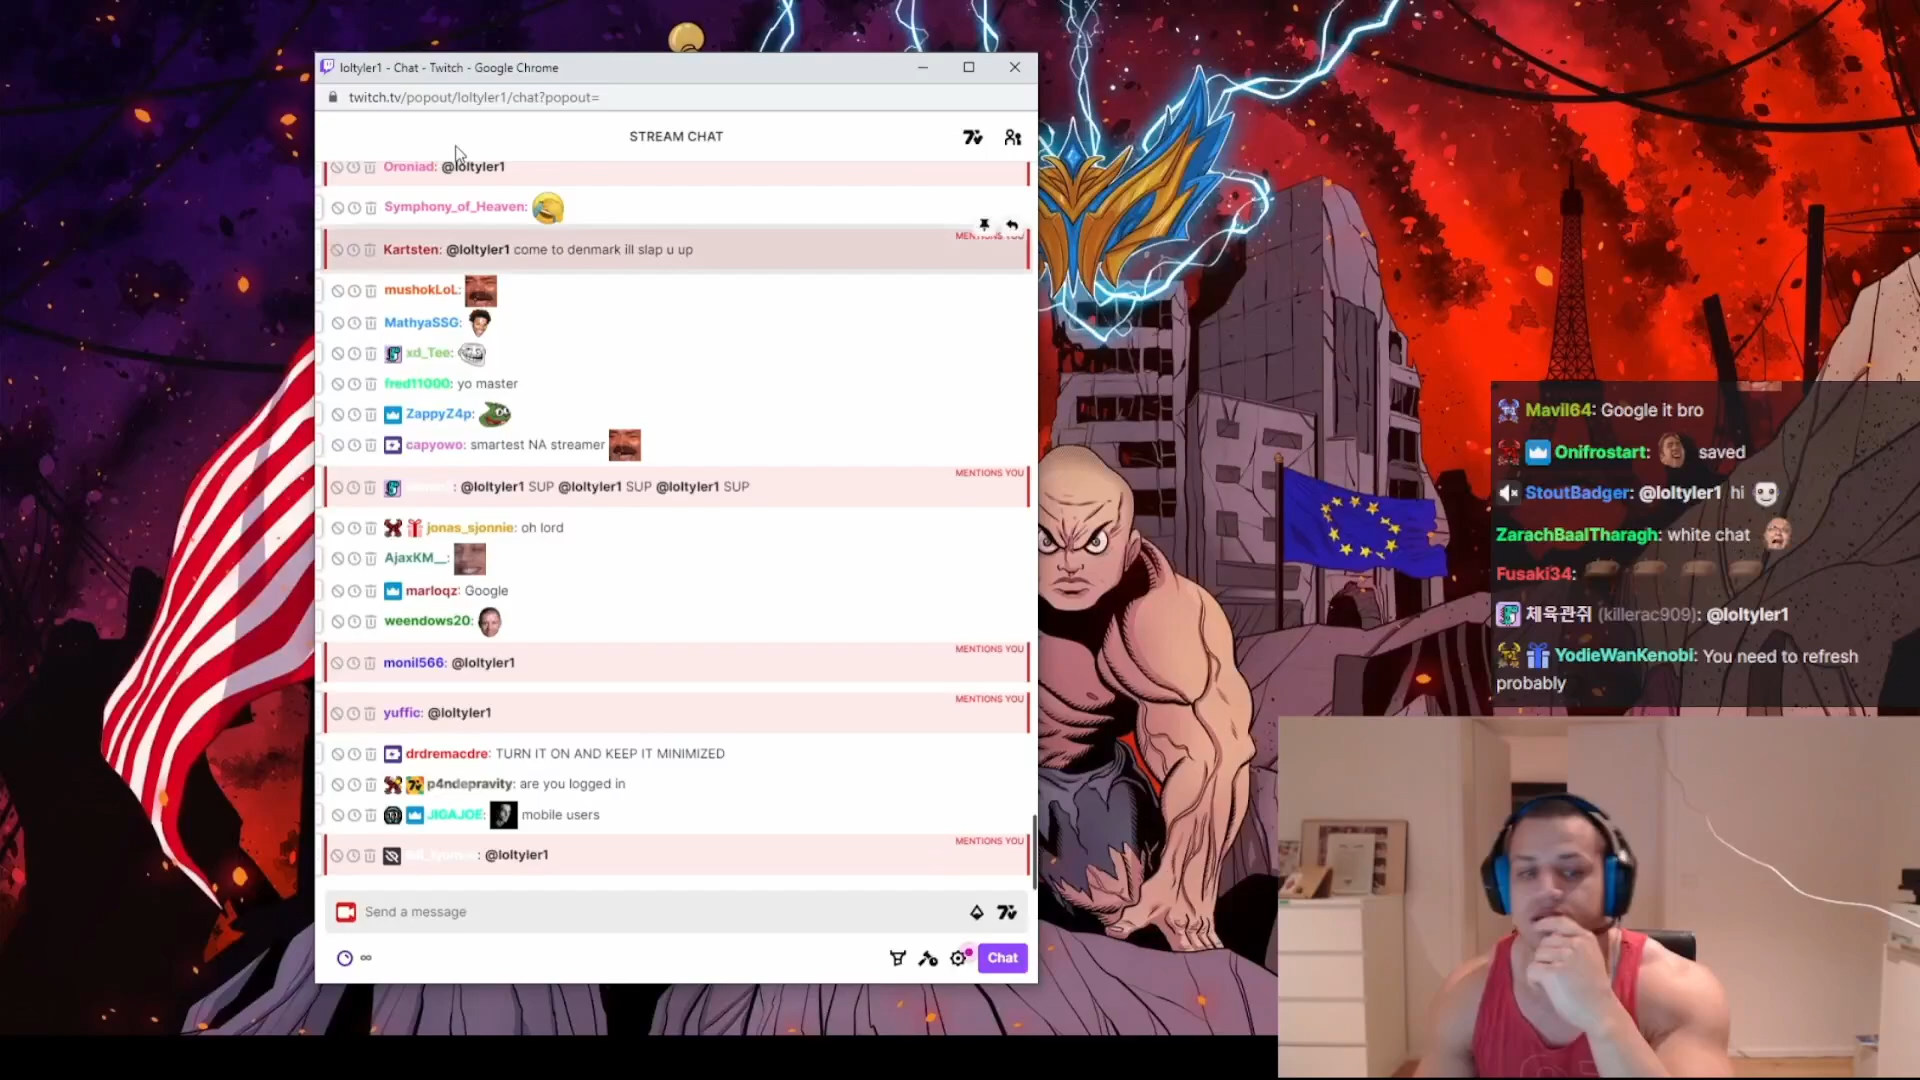 loltyler1 - Chat - Twitch - Google Chrome
twitch.tv/popout/loltyler1/chat?popout=
STREAM CHAT
Oroniad: @loltyler1
Symphony_of_Heaven:
MENTIONS YOU
Kartsten: @loltyler1 come to denmark ill slap u up
mushokLoL:
MathyaSSG:
xd_Tee:
fred11000: yo master
ZappyZ4p:
capyowo: smartest NA streamer
MENTIONS YOU
: @loltyler1 SUP @loltyler1 SUP @loltyler1 SUP
jonas_sjonnie: oh lord
AjaxKM__:
marloqz: Google
weendows20:
MENTIONS YOU
monil566: @loltyler1
MENTIONS YOU
yuffic: @loltyler1
drdremacdre: TURN IT ON AND KEEP IT MINIMIZED
p4ndepravity: are you logged in
JIGAJOE: mobile users
MENTIONS YOU
: @loltyler1
Send a message
Chat
Mavil64: Google it bro
Onifrostart: saved
StoutBadger: @loltyler1 hi
ZarachBaalTharagh: white chat
Fusaki34:
체육관쥐 (killerac909): @loltyler1
YodieWanKenobi: You need to refresh
probably